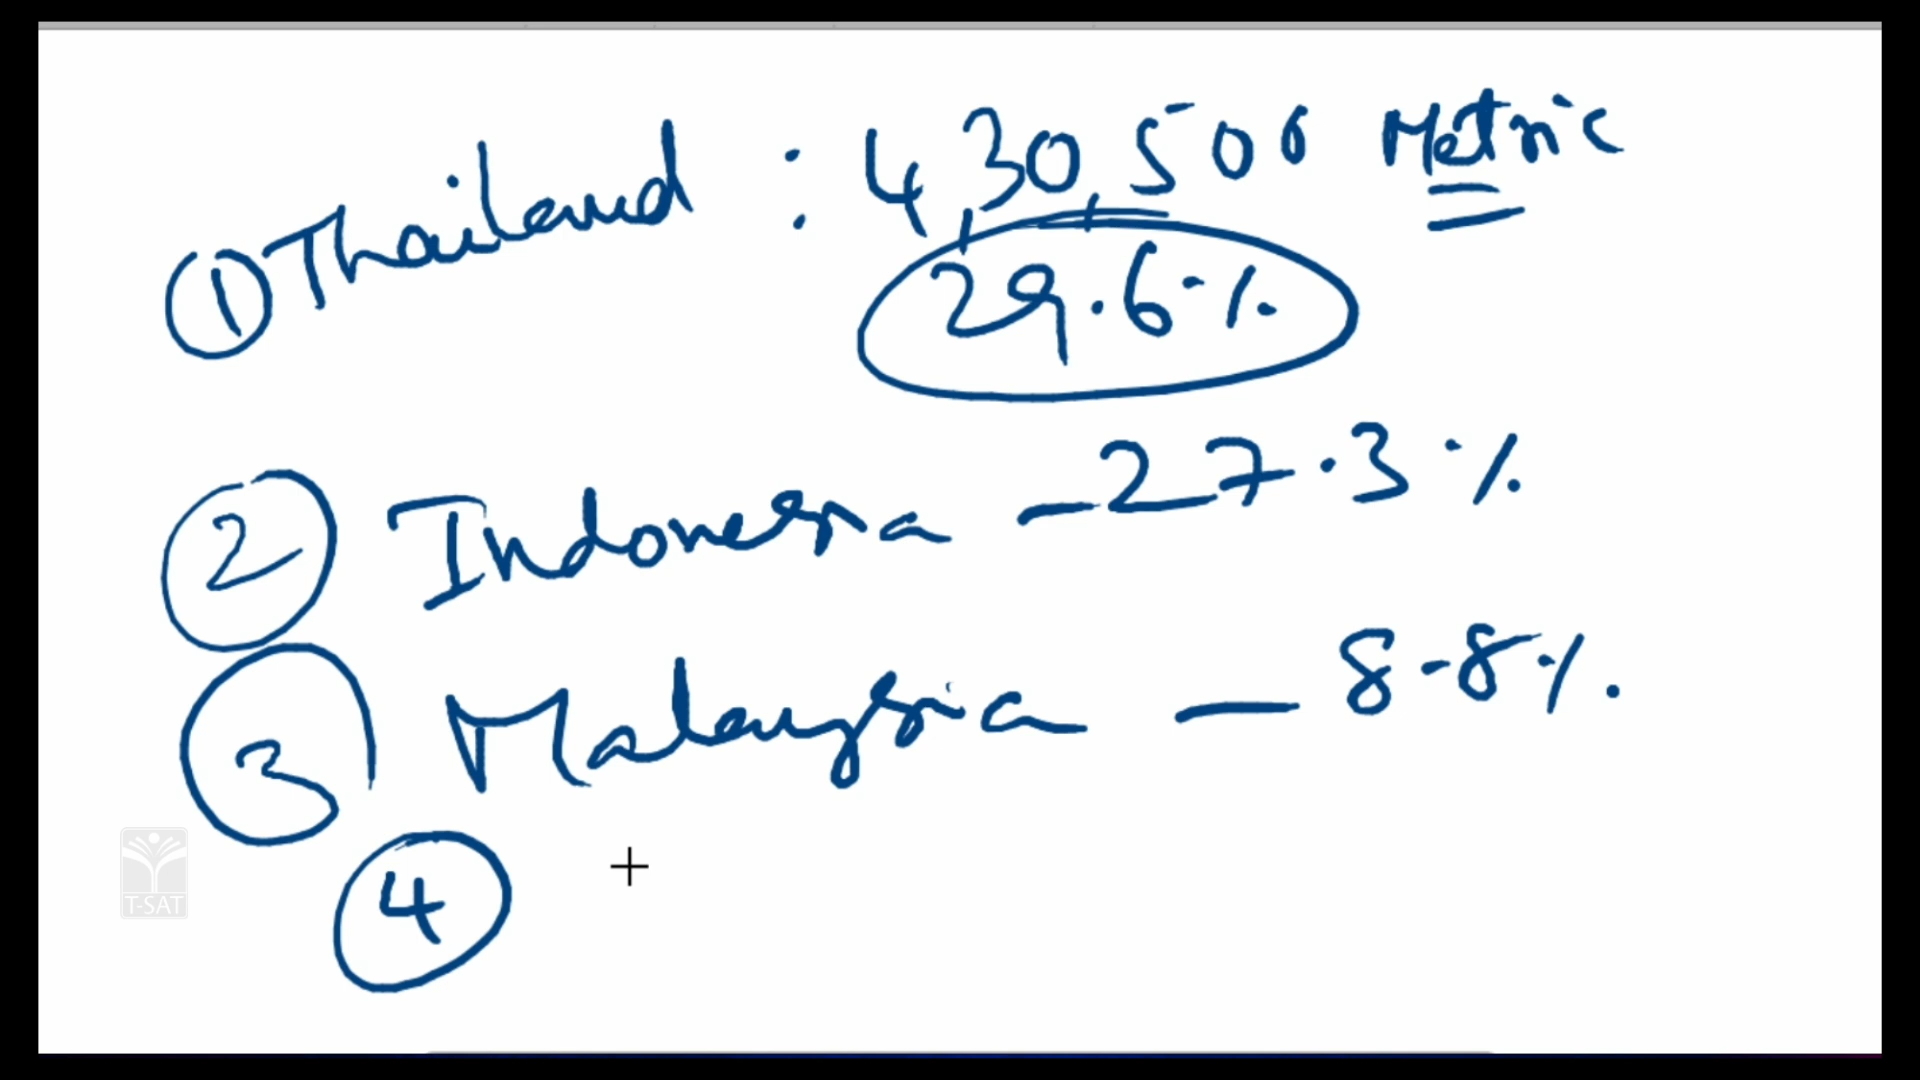 ① Thailand : 4,30,500 Metric
29.6%
② Indonesia - 27.3%
③ Malaysia - 8.8%.
④
T-SAT